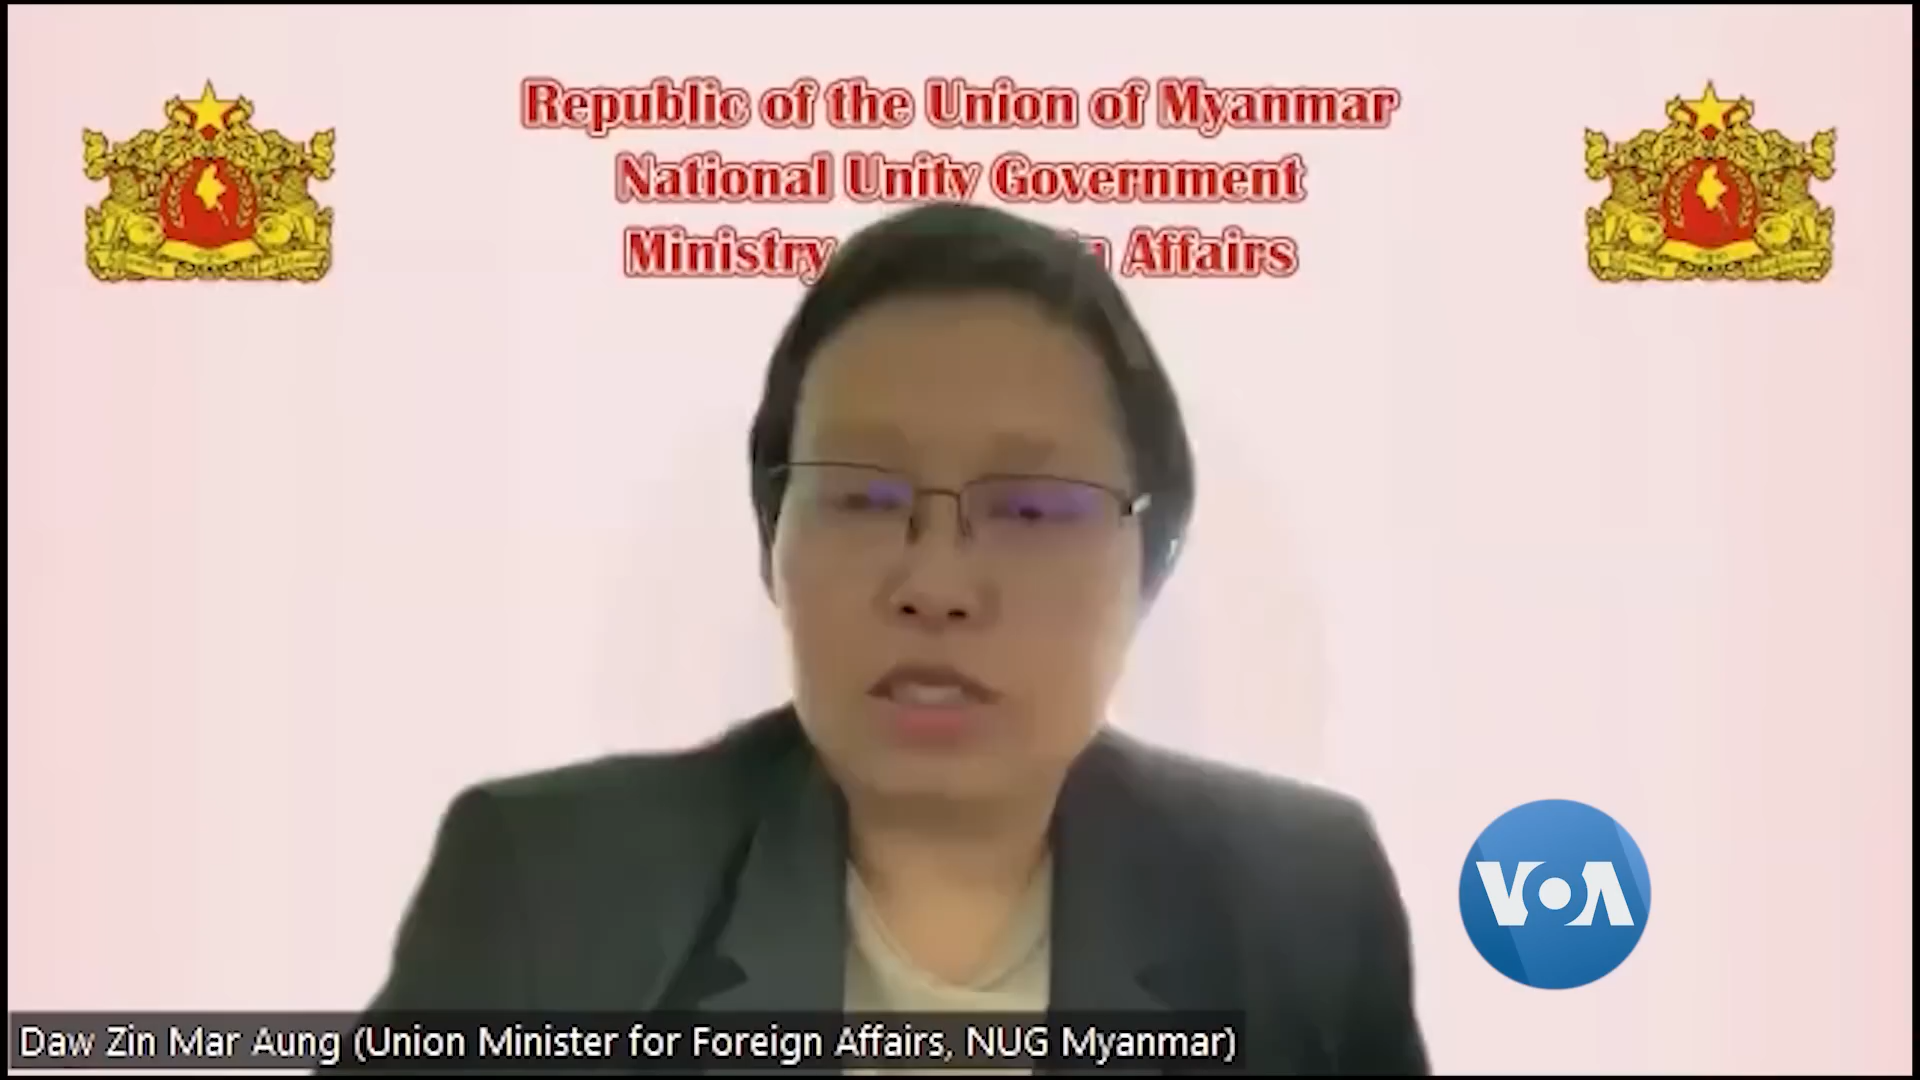 Republic of the Union of Myanmar
National Unity Government
Ministry Affairs
VOA
Daw Zin Mar Aung (Union Minister for Foreign Affairs, NUG Myanmar)